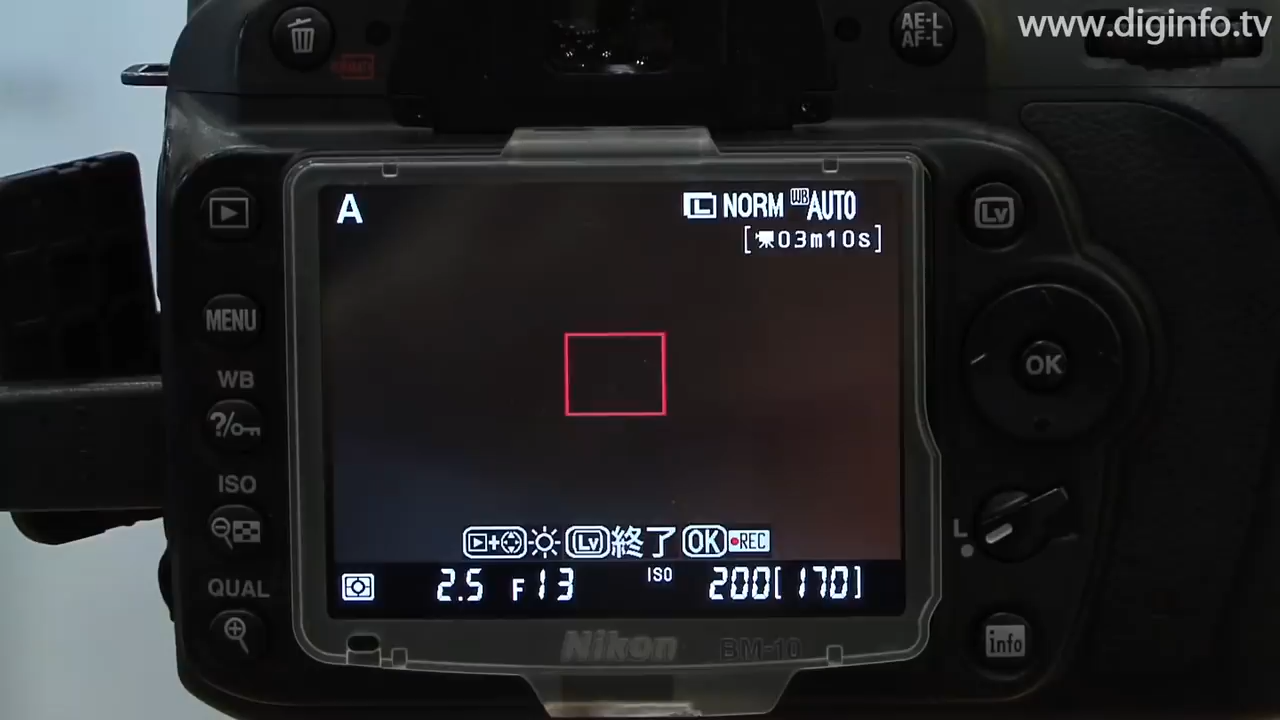 www.diginfo.tv
AE-L
AF-L
A
L NORM WB AUTO
[03m10s]
Lv
MENU
WB
?/
OK
ISO
L
Lv 終了 OK REC
2.5 F13 ISO 200[170]
QUAL
Nikon BM-10
info